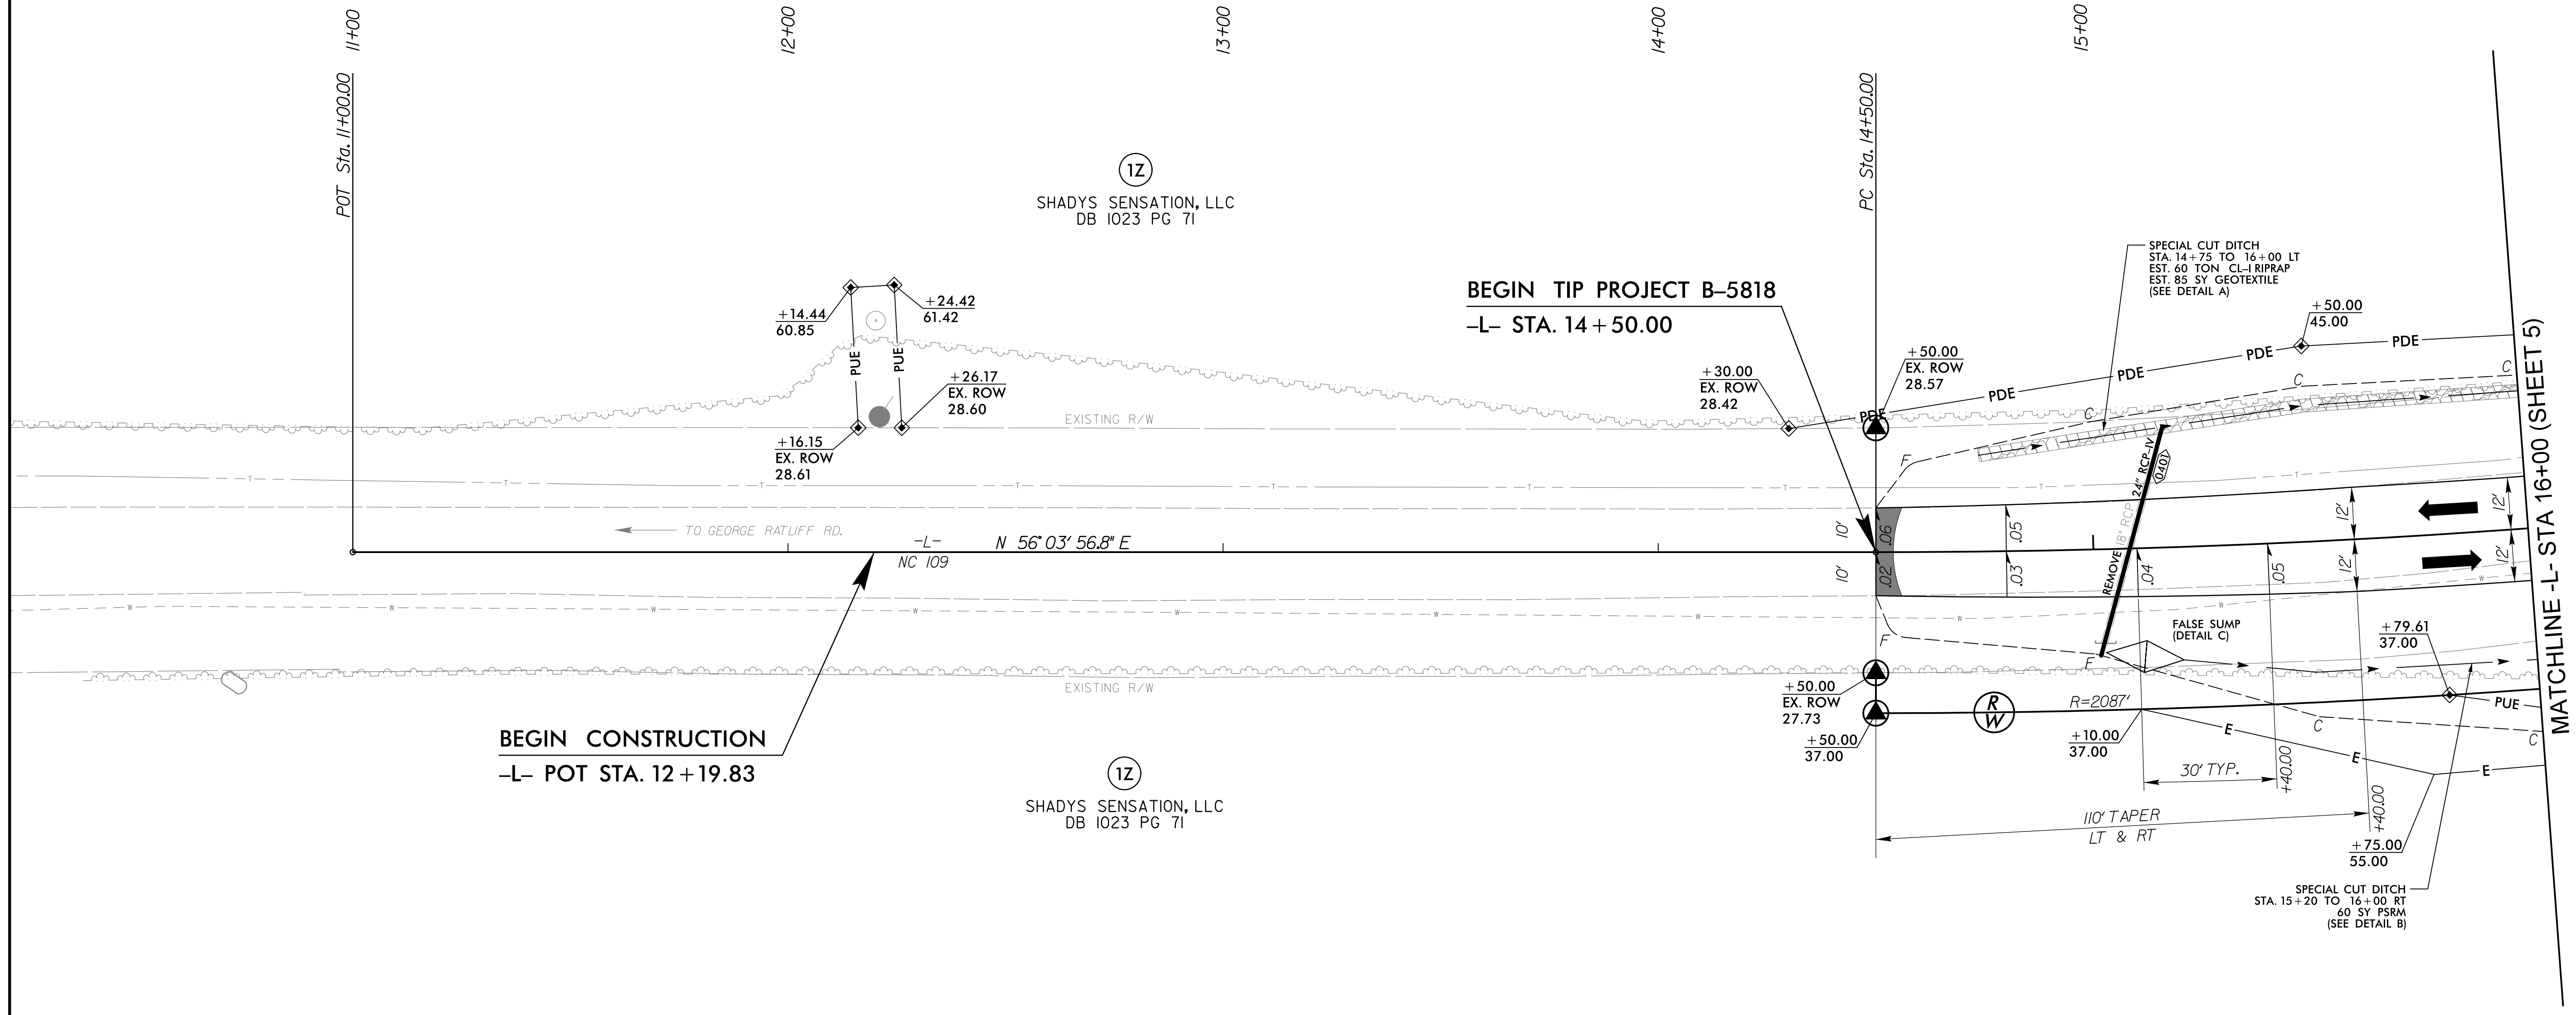 11+00
12+00
13+00
14+00
15+00
POT Sta. 11+00.00
PC Sta. 14+50.00
1Z
SHADYS SENSATION, LLC
DB 1023 PG 71
+14.44
60.85
+24.42
61.42
PUE
PUE
+26.17
EX. ROW
28.60
+16.15
EX. ROW
28.61
EXISTING R/W
BEGIN TIP PROJECT B–5818
–L– STA. 14+50.00
SPECIAL CUT DITCH
STA. 14+75 TO 16+00 LT
EST. 60 TON CL–I RIPRAP
EST. 85 SY GEOTEXTILE
(SEE DETAIL A)
+50.00
45.00
+50.00
EX. ROW
28.57
+30.00
EX. ROW
28.42
PDE
PDE
PDE
PDE
PDE
C
C
C
F
T
T
T
T
T
T
T
T
T
TO GEORGE RATLIFF RD.
-L-
N 56° 03' 56.8" E
NC 109
10'
10'
.06
.02
.05
.03
.04
.05
1
24" RCP-IV
0401
REMOVE 18" RCP
12'
12'
12'
12'
MATCHLINE -L- STA 16+00 (SHEET 5)
W
W
W
W
W
W
W
W
W
W
F
F
FALSE SUMP
(DETAIL C)
+79.61
37.00
EXISTING R/W
+50.00
EX. ROW
27.73
+50.00
37.00
R
W
R=2087'
+10.00
37.00
PUE
C
C
E
E
E
30' TYP.
+40.00
110' TAPER
LT & RT
+40.00
+75.00
55.00
SPECIAL CUT DITCH
STA. 15+20 TO 16+00 RT
60 SY PSRM
(SEE DETAIL B)
BEGIN CONSTRUCTION
–L– POT STA. 12+19.83
1Z
SHADYS SENSATION, LLC
DB 1023 PG 71